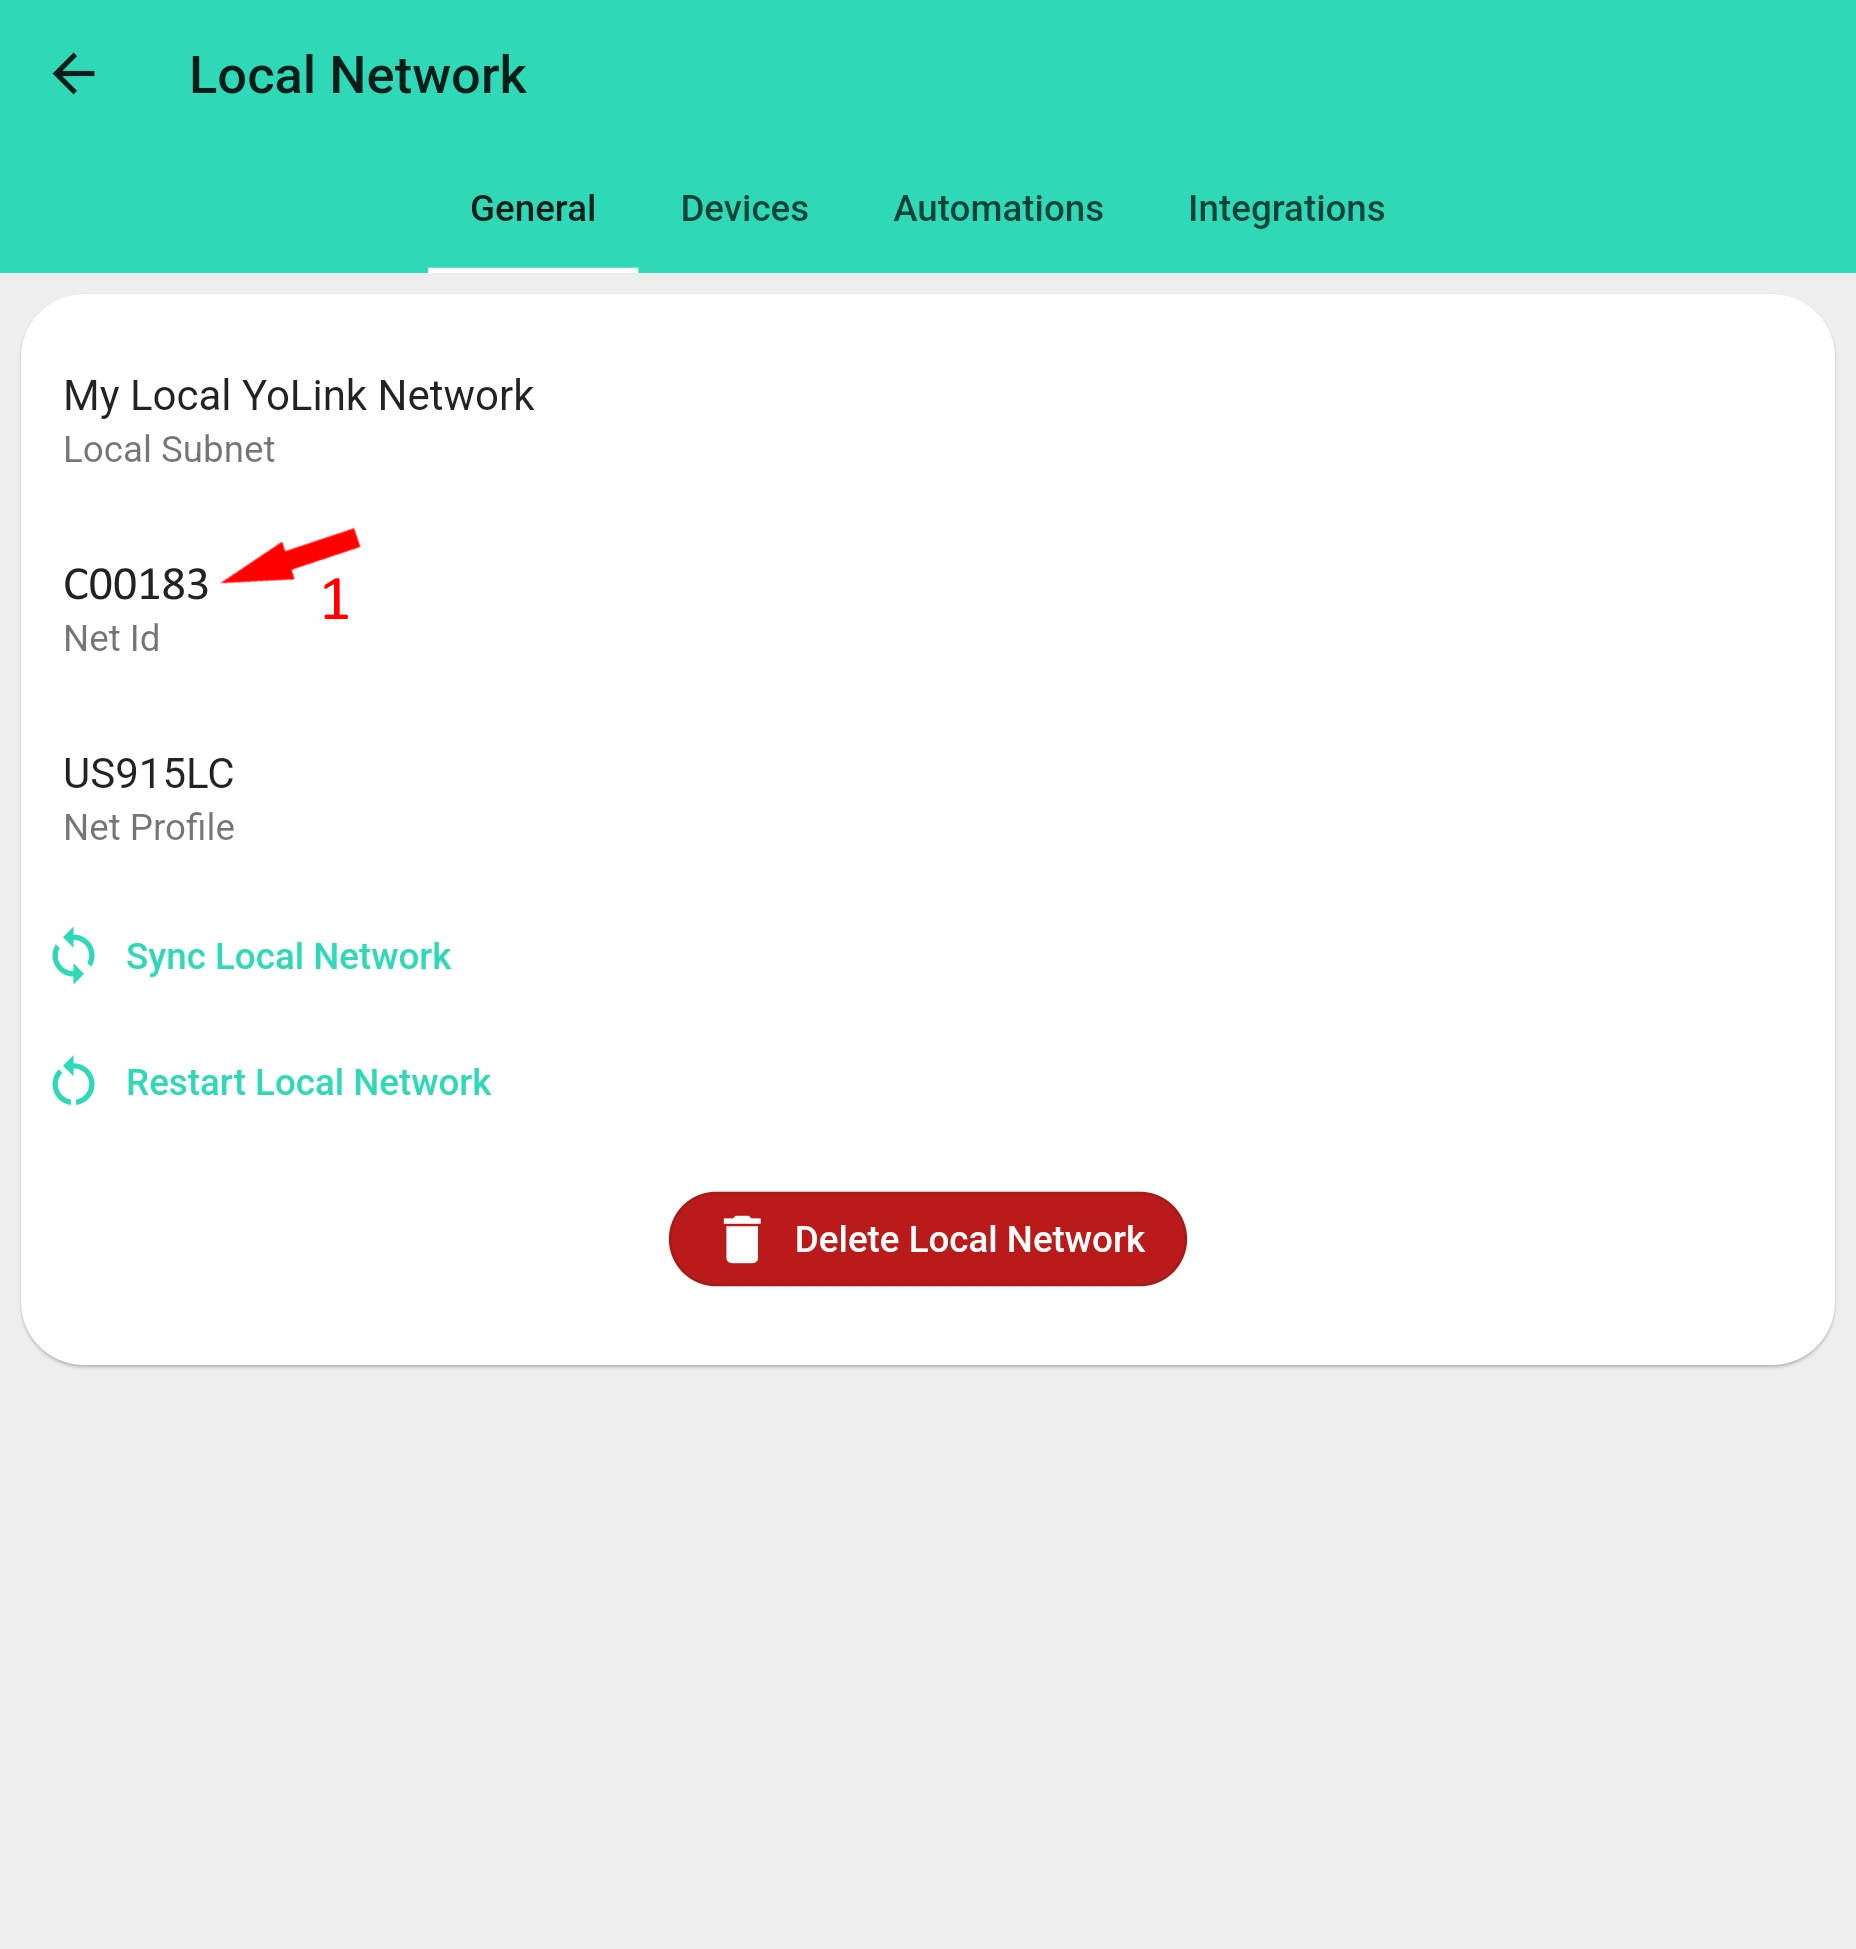 Local Network
General Devices Automations Integrations
My Local YoLink Network
Local Subnet
C00183
1
Net Id
US915LC
Net Profile
Sync Local Network
Restart Local Network
Delete Local Network